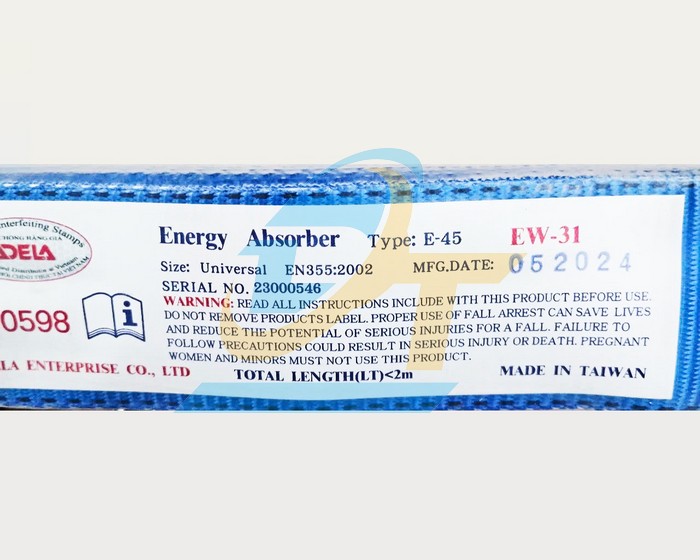 nterfeiting Stamps
CHỐNG HÀNG GIẢ
DELA
Energy Absorber Type: E-45 EW-31
Size: Universal EN355:2002 MFG.DATE: 052024
SERIAL NO. 23000546
WARNING: READ ALL INSTRUCTIONS INCLUDE WITH THIS PRODUCT BEFORE USE.
DO NOT REMOVE PRODUCTS LABEL. PROPER USE OF FALL ARREST CAN SAVE LIVES
AND REDUCE THE POTENTIAL OF SERIOUS INJURIES FOR A FALL. FAILURE TO
FOLLOW PRECAUTIONS COULD RESULT IN SERIOUS INJURY OR DEATH. PREGNANT
WOMEN AND MINORS MUST NOT USE THIS PRODUCT.
0598
LA ENTERPRISE CO., LTD TOTAL LENGTH(LT)<2m MADE IN TAIWAN